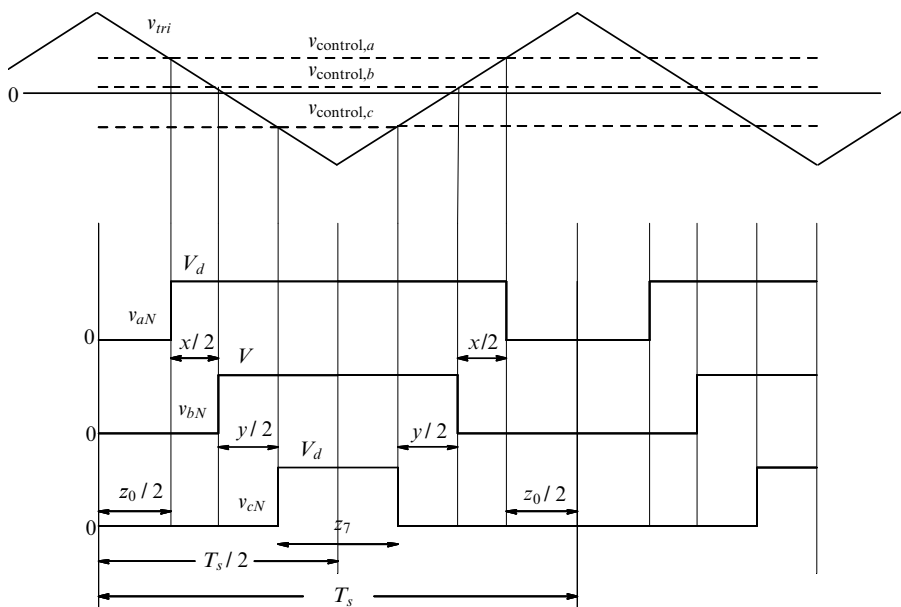 v_tri
v_control,a
v_control,b
0
v_control,c
V_d
v_aN
0
x/2
V
x/2
v_bN
0
y/2
y/2
V_d
z_0/2
v_cN
z_0/2
0
z_7
T_s/2
T_s